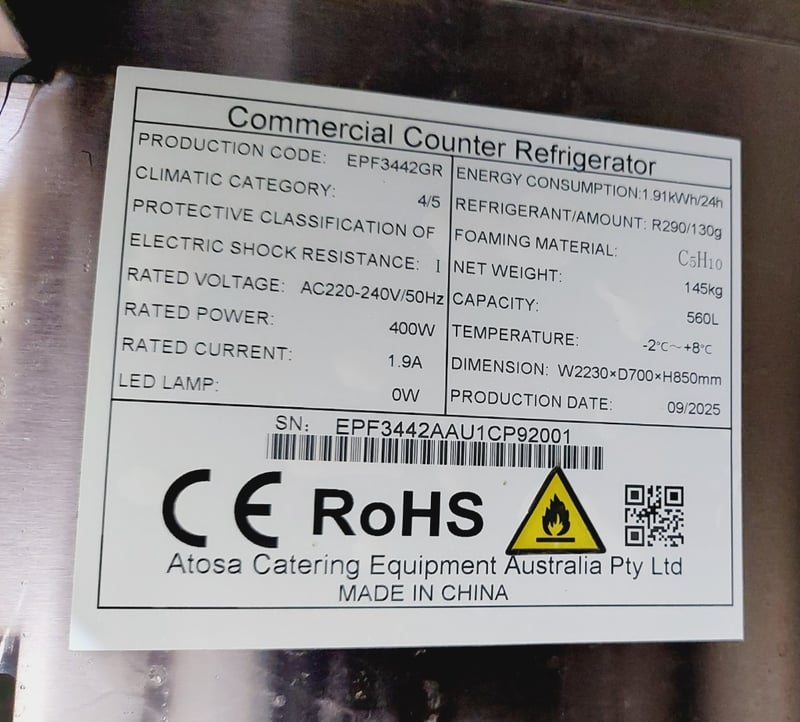 Commercial Counter Refrigerator
PRODUCTION CODE: EPF3442GR
CLIMATIC CATEGORY: 4/5
PROTECTIVE CLASSIFICATION OF
ELECTRIC SHOCK RESISTANCE: I
RATED VOLTAGE: AC220-240V/50Hz
RATED POWER: 400W
RATED CURRENT: 1.9A
LED LAMP: 0W
ENERGY CONSUMPTION:1.91kWh/24h
REFRIGERANT/AMOUNT: R290/130g
FOAMING MATERIAL: C₅H₁₀
NET WEIGHT: 145kg
CAPACITY: 560L
TEMPERATURE: -2℃～+8℃
DIMENSION: W2230×D700×H850mm
PRODUCTION DATE: 09/2025
SN: EPF3442AAU1CP92001
CE RoHS
Atosa Catering Equipment Australia Pty Ltd
MADE IN CHINA